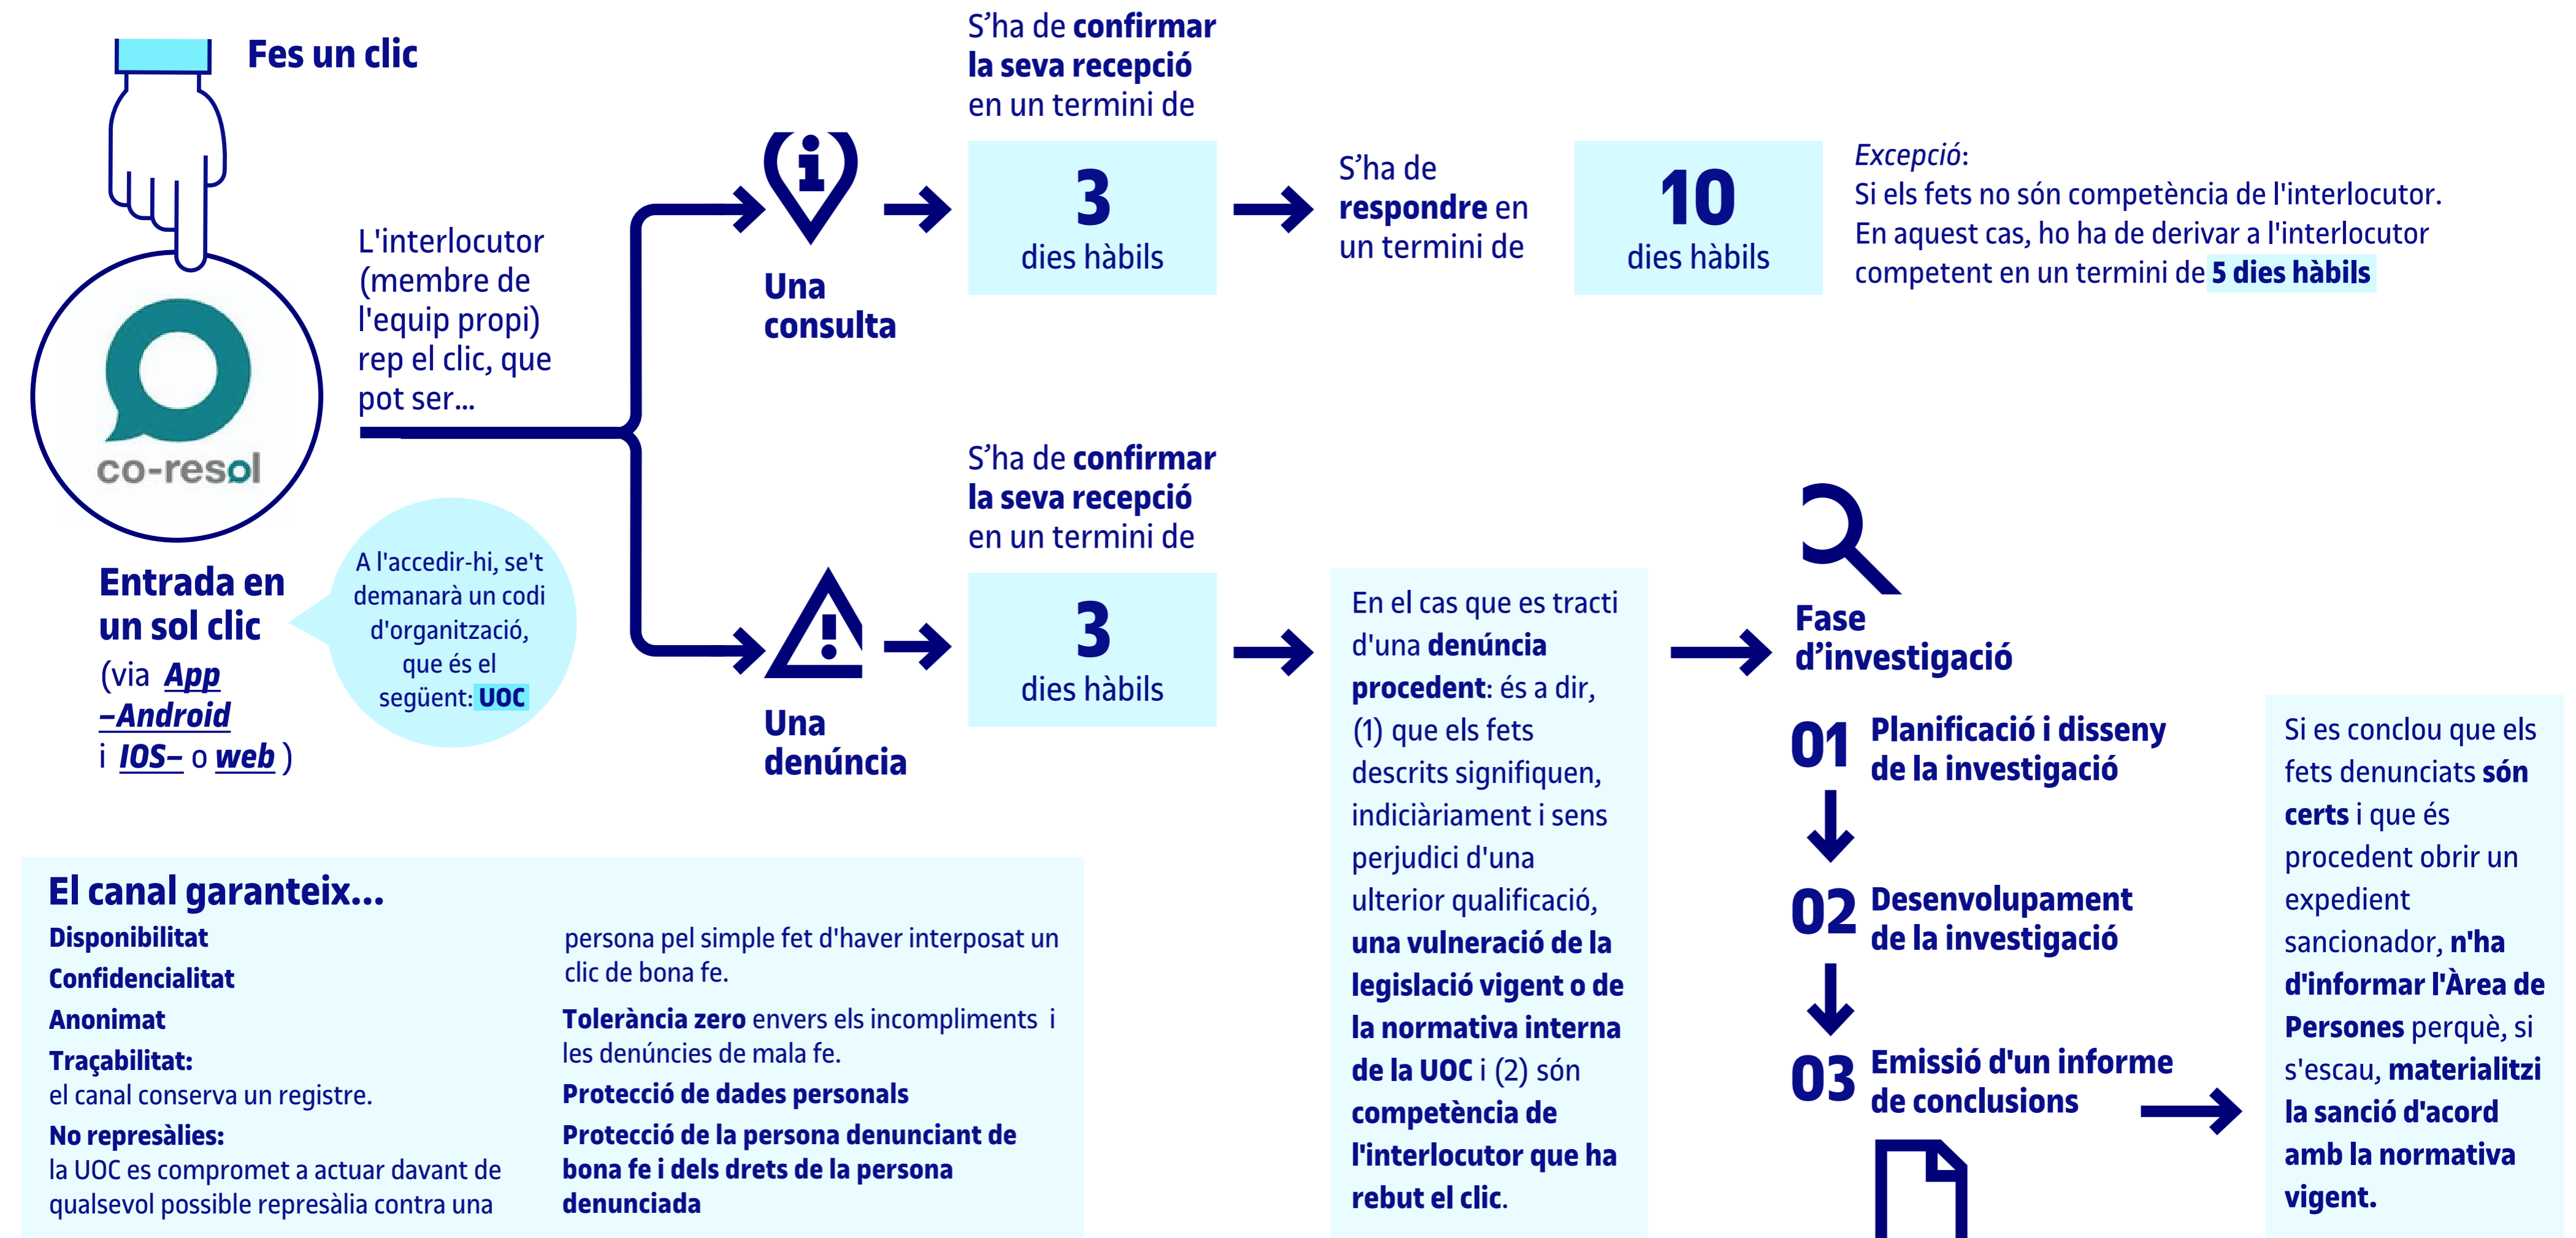 Fes un clic
co-resol
Entrada en
un sol clic
(via App
–Android
i IOS– o web )
A l'accedir-hi, se't
demanarà un codi
d'organització,
que és el
següent: UOC
L'interlocutor
(membre de
l'equip propi)
rep el clic, que
pot ser...
Una
consulta
S’ha de confirmar
la seva recepció
en un termini de
3
dies hàbils
S’ha de
respondre en
un termini de
10
dies hàbils
Excepció:
Si els fets no són competència de l'interlocutor.
En aquest cas, ho ha de derivar a l'interlocutor
competent en un termini de 5 dies hàbils
Una
denúncia
S’ha de confirmar
la seva recepció
en un termini de
3
dies hàbils
En el cas que es tracti
d'una denúncia
procedent: és a dir,
(1) que els fets
descrits signifiquen,
indiciàriament i sens
perjudici d'una
ulterior qualificació,
una vulneració de la
legislació vigent o de
la normativa interna
de la UOC i (2) són
competència de
l'interlocutor que ha
rebut el clic.
Fase
d’investigació
01 Planificació i disseny
de la investigació
02 Desenvolupament
de la investigació
03 Emissió d'un informe
de conclusions
Si es conclou que els
fets denunciats són
certs i que és
procedent obrir un
expedient
sancionador, n'ha
d'informar l'Àrea de
Persones perquè, si
s'escau, materialitzi
la sanció d'acord
amb la normativa
vigent.
El canal garanteix...
Disponibilitat
Confidencialitat
Anonimat
Traçabilitat:
el canal conserva un registre.
No represàlies:
la UOC es compromet a actuar davant de
qualsevol possible represàlia contra una
persona pel simple fet d'haver interposat un
clic de bona fe.
Tolerància zero envers els incompliments i
les denúncies de mala fe.
Protecció de dades personals
Protecció de la persona denunciant de
bona fe i dels drets de la persona
denunciada